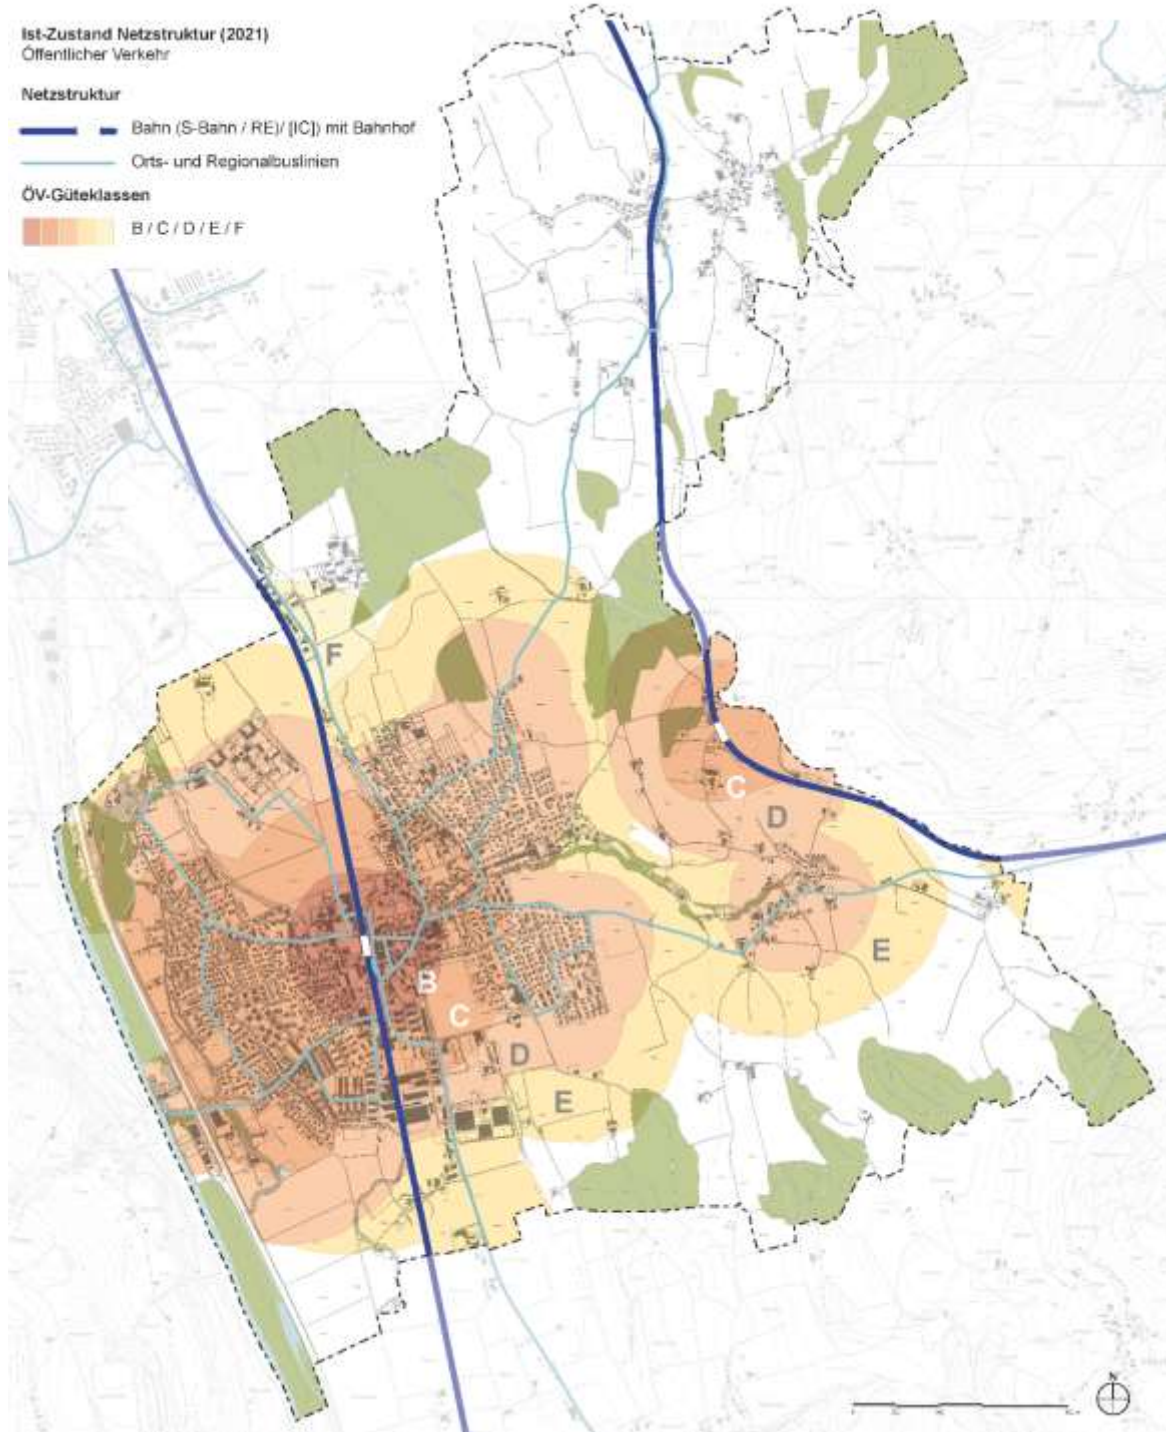 Ist-Zustand Netzstruktur (2021)
Öffentlicher Verkehr
Netzstruktur
Bahn (S-Bahn / RE)/ [IC]) mit Bahnhof
Orts- und Regionalbuslinien
ÖV-Güteklassen
B / C / D / E / F
F
C
D
E
B
C
D
E
N